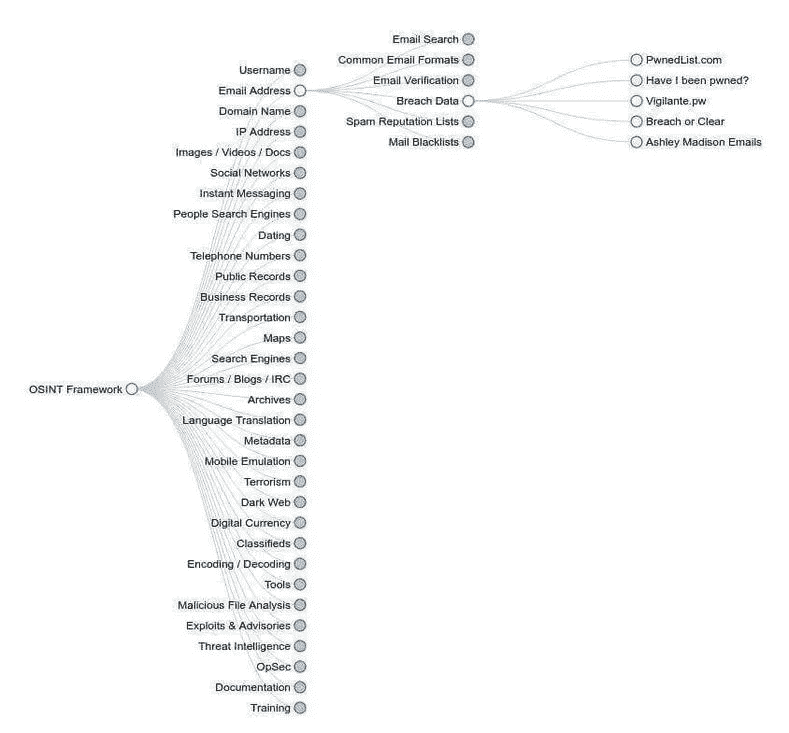 OSINT Framework
Username
Email Address
Domain Name
IP Address
Images / Videos / Docs
Social Networks
Instant Messaging
People Search Engines
Dating
Telephone Numbers
Public Records
Business Records
Transportation
Maps
Search Engines
Forums / Blogs / IRC
Archives
Language Translation
Metadata
Mobile Emulation
Terrorism
Dark Web
Digital Currency
Classifieds
Encoding / Decoding
Tools
Malicious File Analysis
Exploits & Advisories
Threat Intelligence
OpSec
Documentation
Training
Email Search
Common Email Formats
Email Verification
Breach Data
Spam Reputation Lists
Mail Blacklists
PwnedList.com
Have I been pwned?
Vigilante.pw
Breach or Clear
Ashley Madison Emails